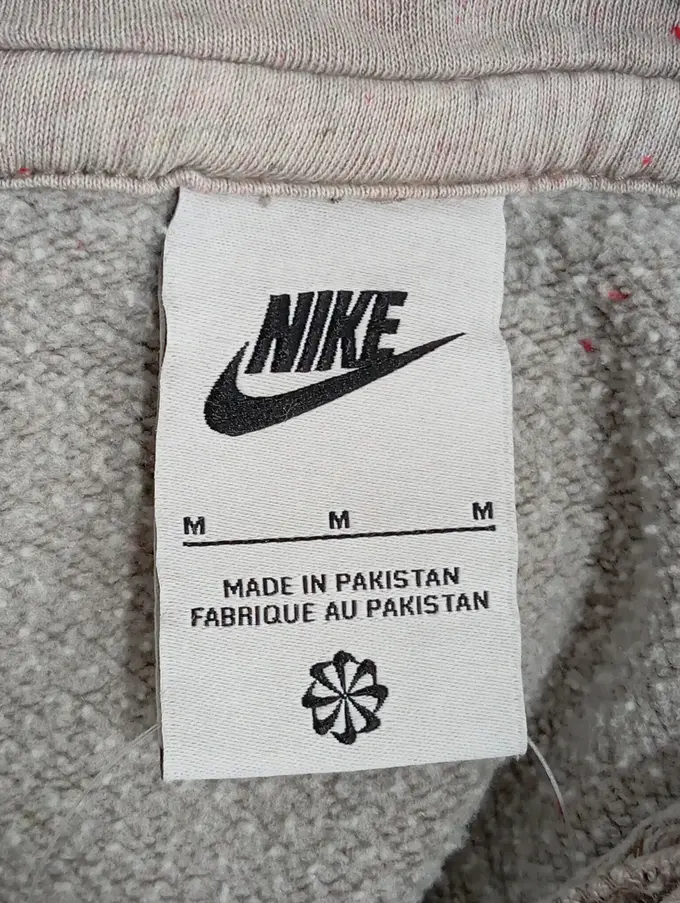 NIKE
M M M
MADE IN PAKISTAN
FABRIQUE AU PAKISTAN